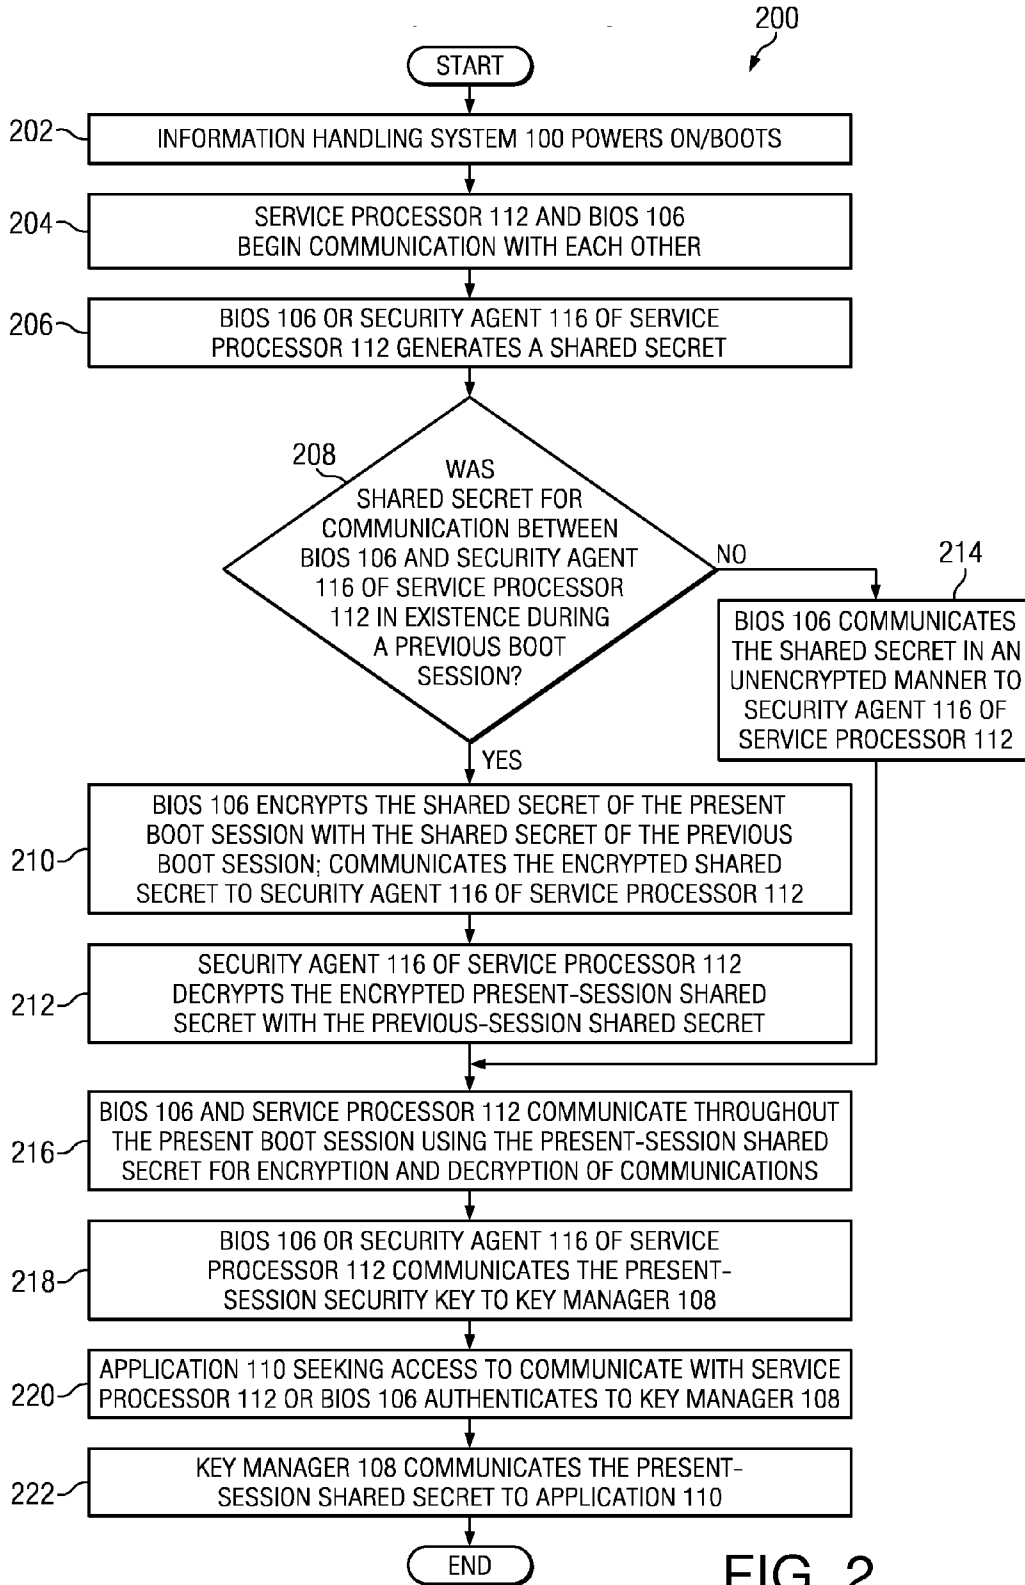 200
START
202
INFORMATION HANDLING SYSTEM 100 POWERS ON/BOOTS
204
SERVICE PROCESSOR 112 AND BIOS 106
BEGIN COMMUNICATION WITH EACH OTHER
206
BIOS 106 OR SECURITY AGENT 116 OF SERVICE
PROCESSOR 112 GENERATES A SHARED SECRET
208
WAS
SHARED SECRET FOR
COMMUNICATION BETWEEN
BIOS 106 AND SECURITY AGENT
116 OF SERVICE PROCESSOR
112 IN EXISTENCE DURING
A PREVIOUS BOOT
SESSION?
NO
214
BIOS 106 COMMUNICATES
THE SHARED SECRET IN AN
UNENCRYPTED MANNER TO
SECURITY AGENT 116 OF
SERVICE PROCESSOR 112
YES
210
BIOS 106 ENCRYPTS THE SHARED SECRET OF THE PRESENT
BOOT SESSION WITH THE SHARED SECRET OF THE PREVIOUS
BOOT SESSION; COMMUNICATES THE ENCRYPTED SHARED
SECRET TO SECURITY AGENT 116 OF SERVICE PROCESSOR 112
212
SECURITY AGENT 116 OF SERVICE PROCESSOR 112
DECRYPTS THE ENCRYPTED PRESENT-SESSION SHARED
SECRET WITH THE PREVIOUS-SESSION SHARED SECRET
216
BIOS 106 AND SERVICE PROCESSOR 112 COMMUNICATE THROUGHOUT
THE PRESENT BOOT SESSION USING THE PRESENT-SESSION SHARED
SECRET FOR ENCRYPTION AND DECRYPTION OF COMMUNICATIONS
218
BIOS 106 OR SECURITY AGENT 116 OF SERVICE
PROCESSOR 112 COMMUNICATES THE PRESENT-
SESSION SECURITY KEY TO KEY MANAGER 108
220
APPLICATION 110 SEEKING ACCESS TO COMMUNICATE WITH SERVICE
PROCESSOR 112 OR BIOS 106 AUTHENTICATES TO KEY MANAGER 108
222
KEY MANAGER 108 COMMUNICATES THE PRESENT-
SESSION SHARED SECRET TO APPLICATION 110
END
FIG. 2